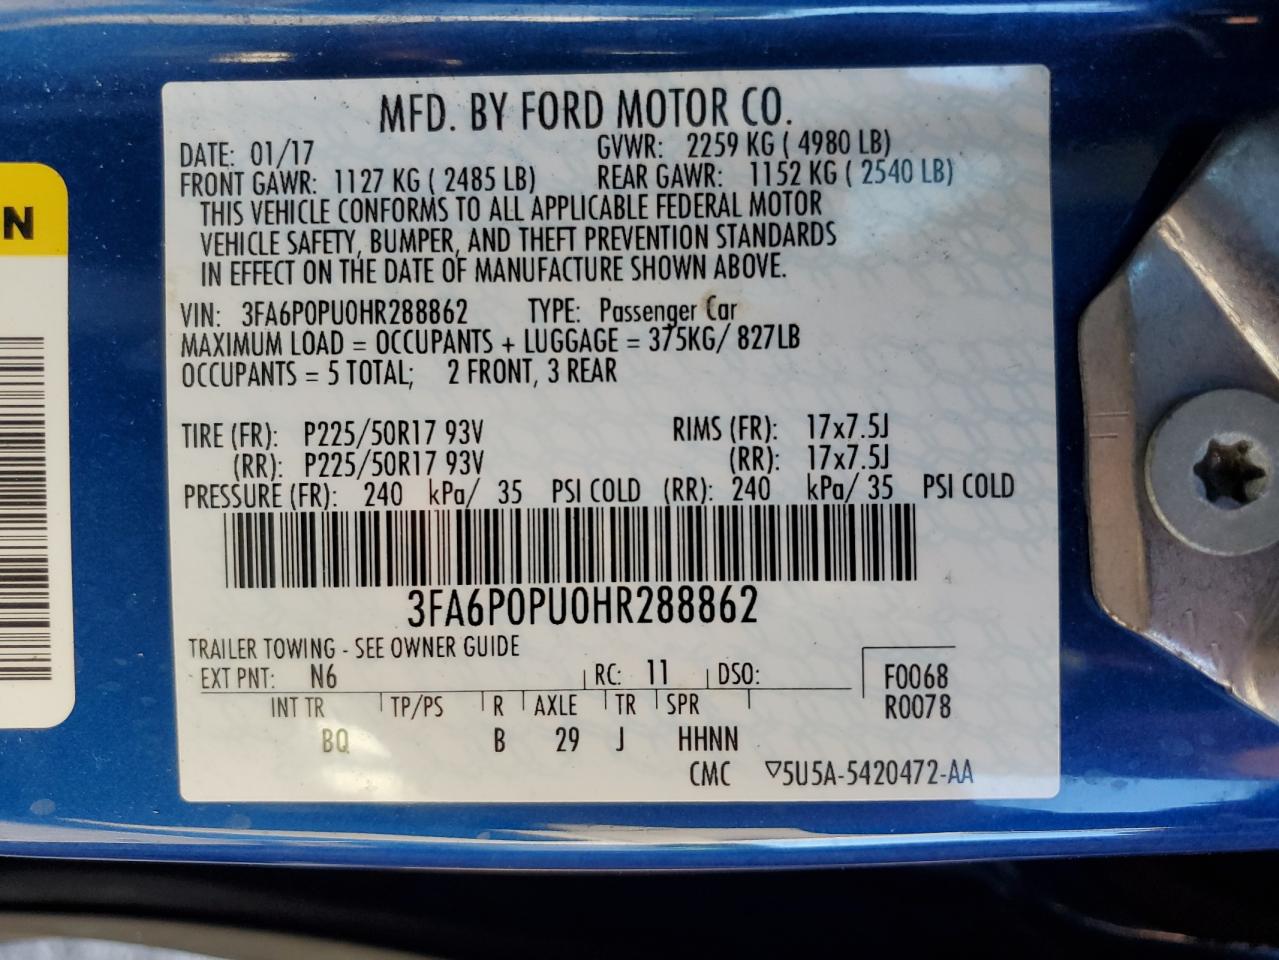 MFD. BY FORD MOTOR CO.
DATE: 01/17 GVWR: 2259 KG ( 4980 LB)
FRONT GAWR: 1127 KG ( 2485 LB) REAR GAWR: 1152 KG ( 2540 LB)
THIS VEHICLE CONFORMS TO ALL APPLICABLE FEDERAL MOTOR
VEHICLE SAFETY, BUMPER, AND THEFT PREVENTION STANDARDS
IN EFFECT ON THE DATE OF MANUFACTURE SHOWN ABOVE.
VIN: 3FA6P0PU0HR288862 TYPE: Passenger Car
MAXIMUM LOAD = OCCUPANTS + LUGGAGE = 375KG/ 827LB
OCCUPANTS = 5 TOTAL; 2 FRONT, 3 REAR
TIRE (FR): P225/50R17 93V RIMS (FR): 17x7.5J
(RR): P225/50R17 93V (RR): 17x7.5J
PRESSURE (FR): 240 kPa/ 35 PSI COLD (RR): 240 kPa/ 35 PSI COLD
3FA6P0PU0HR288862
TRAILER TOWING - SEE OWNER GUIDE
EXT PNT: N6 RC: 11 DSO: F0068
INT TR TP/PS R AXLE TR SPR R0078
BQ B 29 J HHNN
CMC ▽5U5A-5420472-AA
N